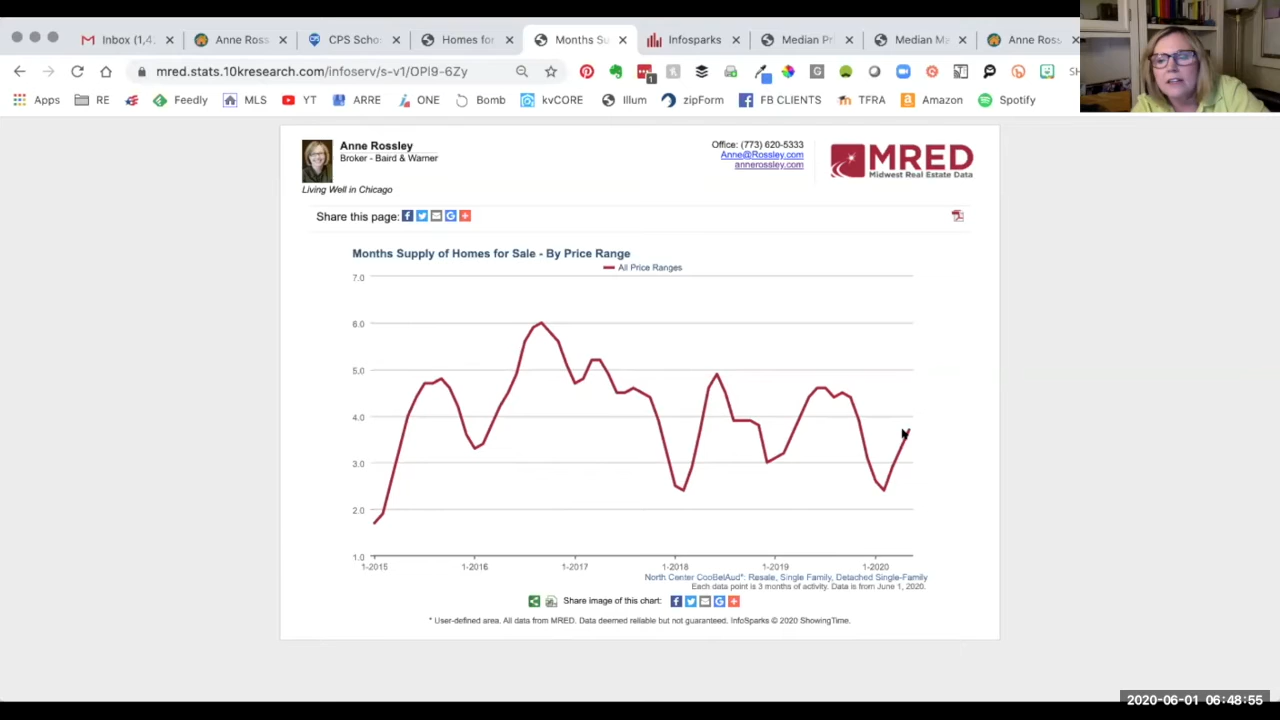 Inbox (1,4
Anne Ross
CPS Scho
Homes for
Months Su
Infosparks
Median Pr
Median Ma
Anne Ross
mred.stats.10kresearch.com/infoserv/s-v1/OPI9-6Zy
Apps
RE
Feedly
MLS
YT
ARRE
ONE
Bomb
kvCORE
Illum
zipForm
FB CLIENTS
TFRA
Amazon
Spotify
Anne Rossley
Broker - Baird & Warner
Living Well in Chicago
Office: (773) 620-5333
Anne@Rossley.com
annerossley.com
MRED
Midwest Real Estate Data
Share this page:
Months Supply of Homes for Sale - By Price Range
All Price Ranges
7.0
6.0
5.0
4.0
3.0
2.0
1.0
1-2015
1-2016
1-2017
1-2018
1-2019
1-2020
North Center CooBelAud*: Resale, Single Family, Detached Single-Family
Each data point is 3 months of activity. Data is from June 1, 2020.
Share image of this chart:
* User-defined area. All data from MRED. Data deemed reliable but not guaranteed. InfoSparks © 2020 ShowingTime.
2020-06-01 06:48:55